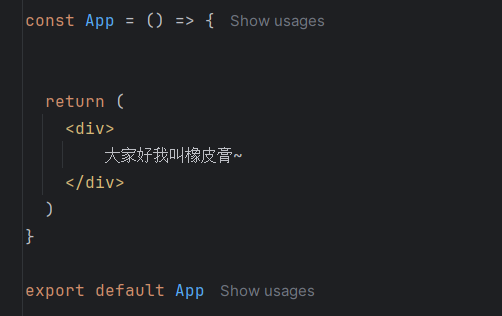 const App = () => { Show usages
return (
<div>
大家好我叫橡皮膏~
</div>
)
}
export default App Show usages